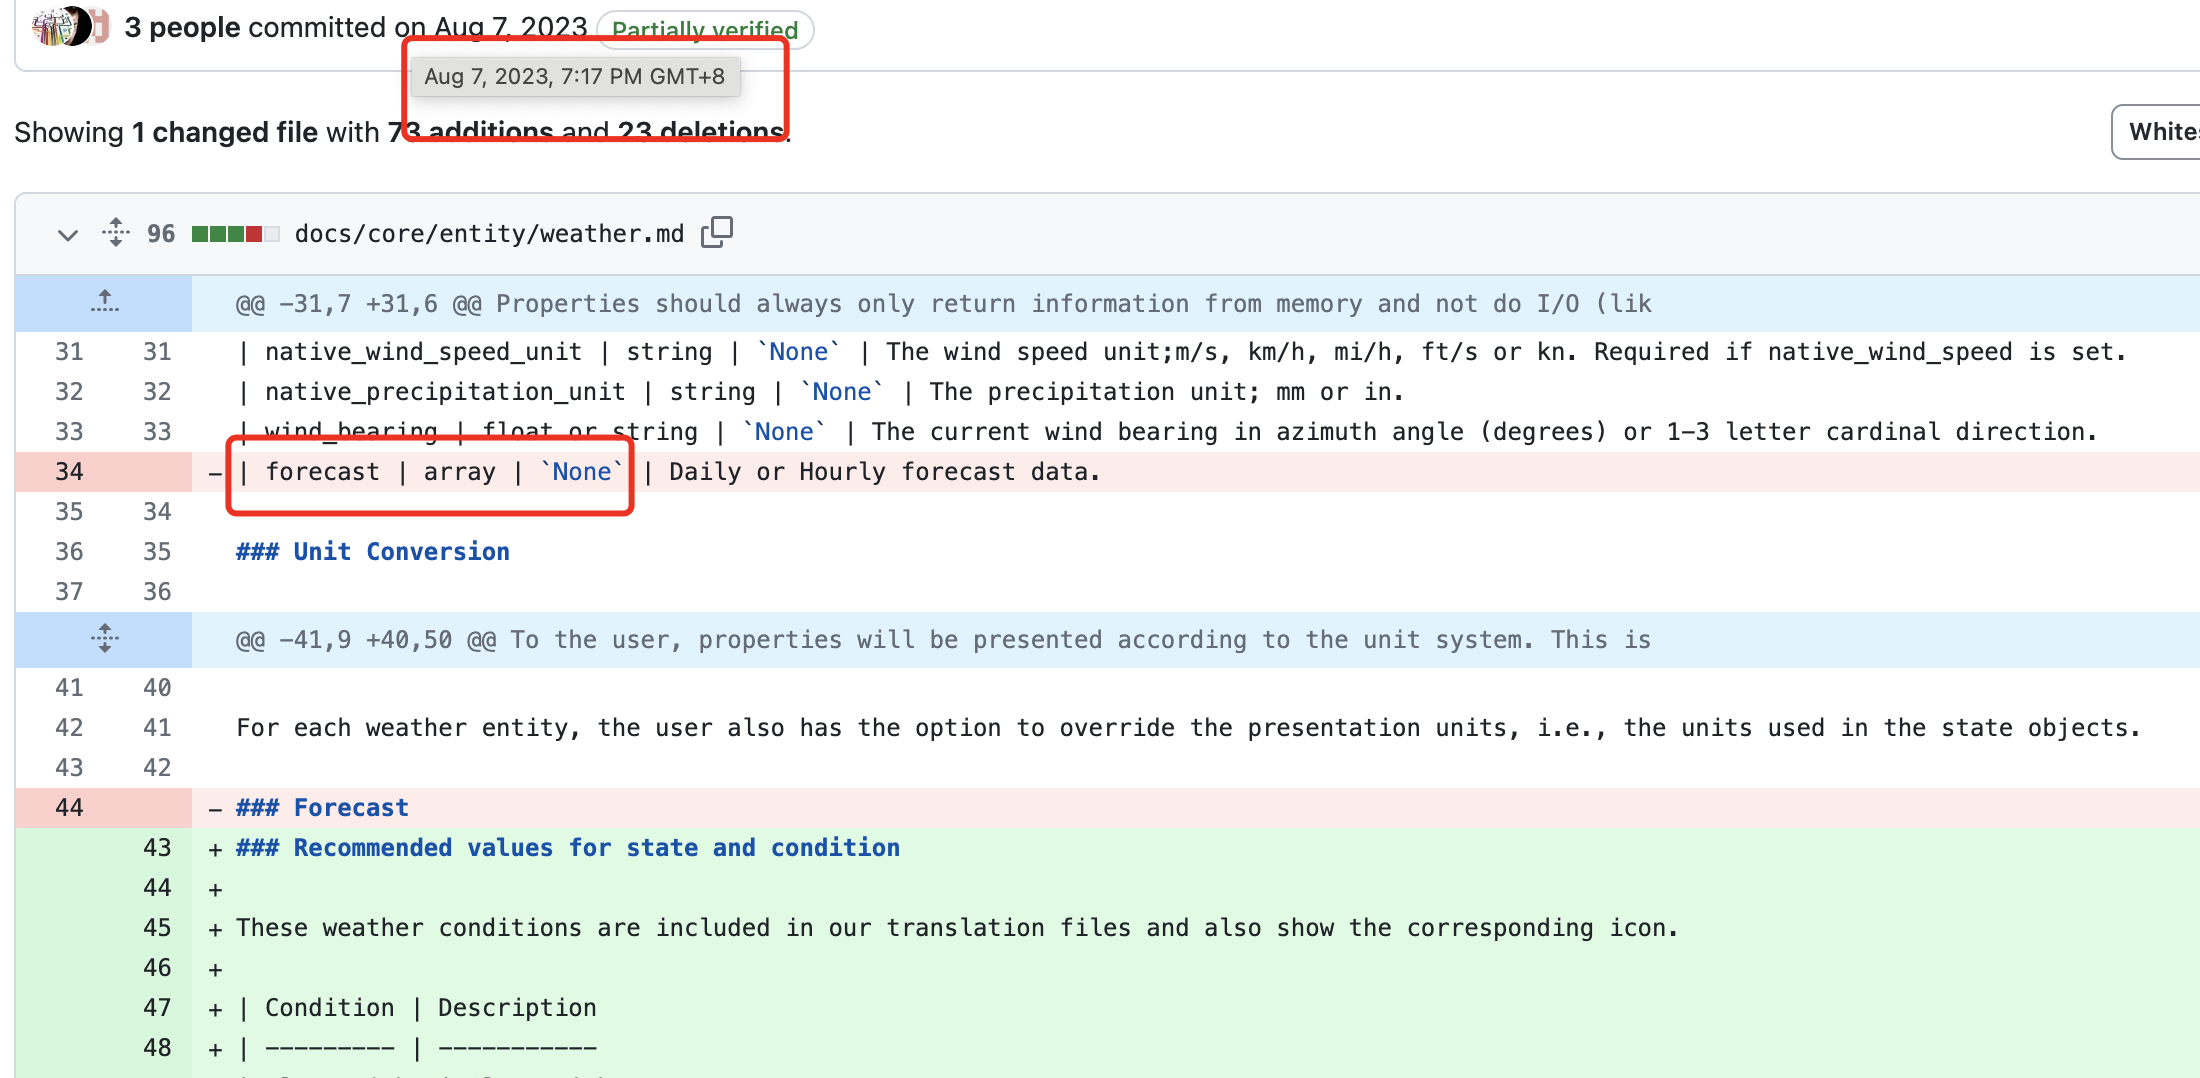 3 people committed on Aug 7, 2023 Partially verified
Aug 7, 2023, 7:17 PM GMT+8
Showing 1 changed file with 73 additions and 23 deletions.
96 docs/core/entity/weather.md
@@ -31,7 +31,6 @@ Properties should always only return information from memory and not do I/O (lik
31 31 | native_wind_speed_unit | string | `None` | The wind speed unit;m/s, km/h, mi/h, ft/s or kn. Required if native_wind_speed is set.
32 32 | native_precipitation_unit | string | `None` | The precipitation unit; mm or in.
33 33 | wind_bearing | float or string | `None` | The current wind bearing in azimuth angle (degrees) or 1-3 letter cardinal direction.
34 - | forecast | array | `None` | Daily or Hourly forecast data.
35 34
36 35 ### Unit Conversion
37 36
@@ -41,9 +40,50 @@ To the user, properties will be presented according to the unit system. This is
41 40
42 41 For each weather entity, the user also has the option to override the presentation units, i.e., the units used in the state objects.
43 42
44 - ### Forecast
43 + ### Recommended values for state and condition
44 +
45 + These weather conditions are included in our translation files and also show the corresponding icon.
46 +
47 + | Condition | Description
48 + | --------- | -----------